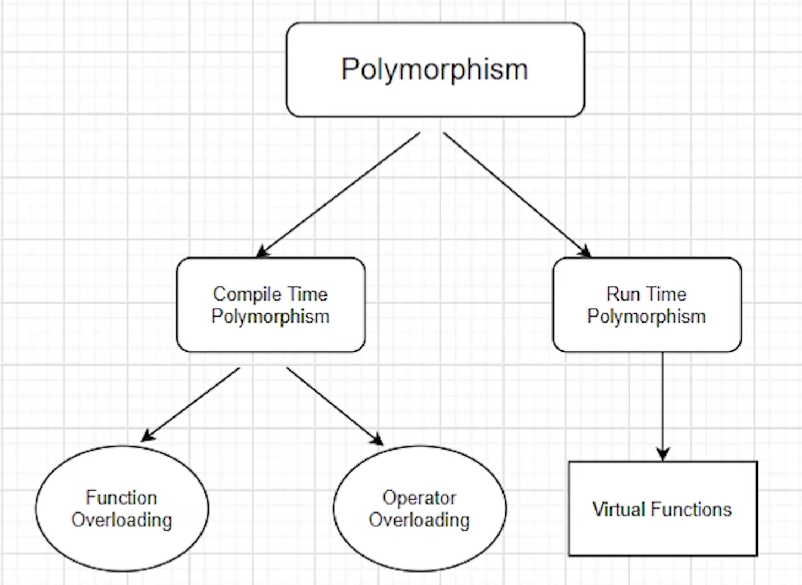 Polymorphism
Compile Time
Polymorphism
Run Time
Polymorphism
Function
Overloading
Operator
Overloading
Virtual Functions